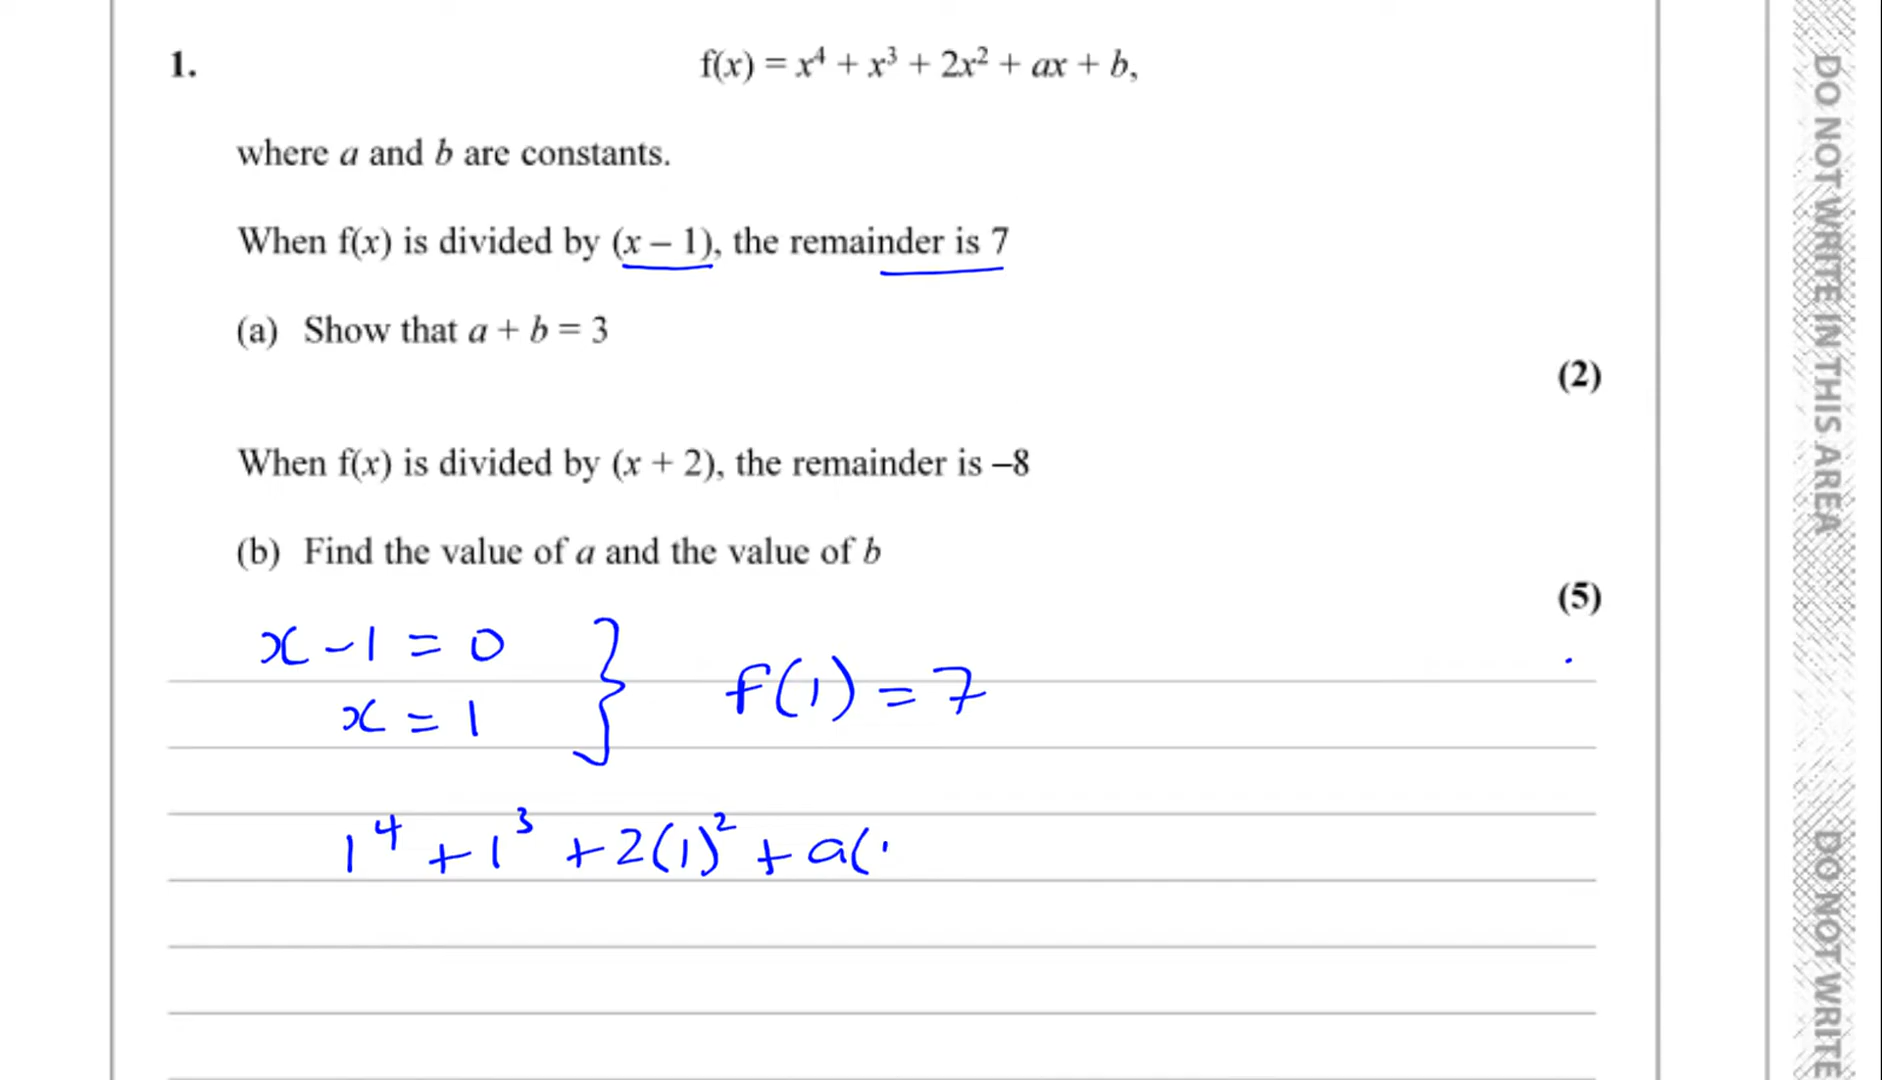 1. f(x) = x⁴ + x³ + 2x² + ax + b,
where a and b are constants.
When f(x) is divided by (x – 1), the remainder is 7
(a) Show that a + b = 3
(2)
When f(x) is divided by (x + 2), the remainder is –8
(b) Find the value of a and the value of b
(5)
x - 1 = 0
x = 1
} f(1) = 7
1⁴ + 1³ + 2(1)² + a(
DO NOT WRITE IN THIS AREA
DO NOT WRITE